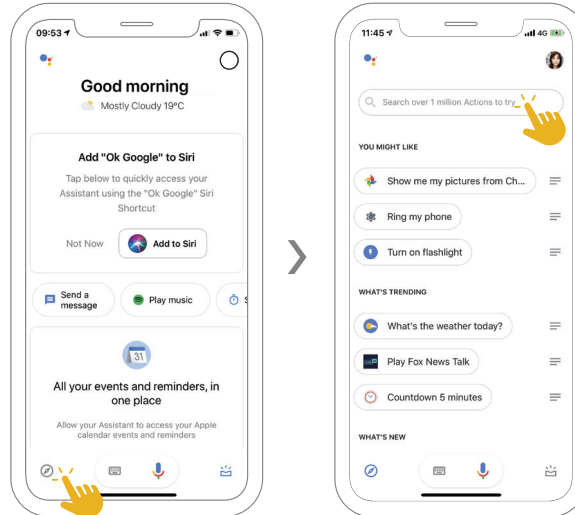 09:53
Good morning
Mostly Cloudy 19ºC
Add "Ok Google" to Siri
Tap below to quickly access your
Assistant using the "Ok Google" Siri
Shortcut
Not Now
Add to Siri
Send a
message
Play music
S
31
All your events and reminders, in
one place
Allow your Assistant to access your Apple
calendar events and reminders
11:45
4G
Search over 1 million Actions to try
YOU MIGHT LIKE
Show me my pictures from Ch...
Ring my phone
Turn on flashlight
WHAT'S TRENDING
What's the weather today?
Play Fox News Talk
Countdown 5 minutes
WHAT'S NEW